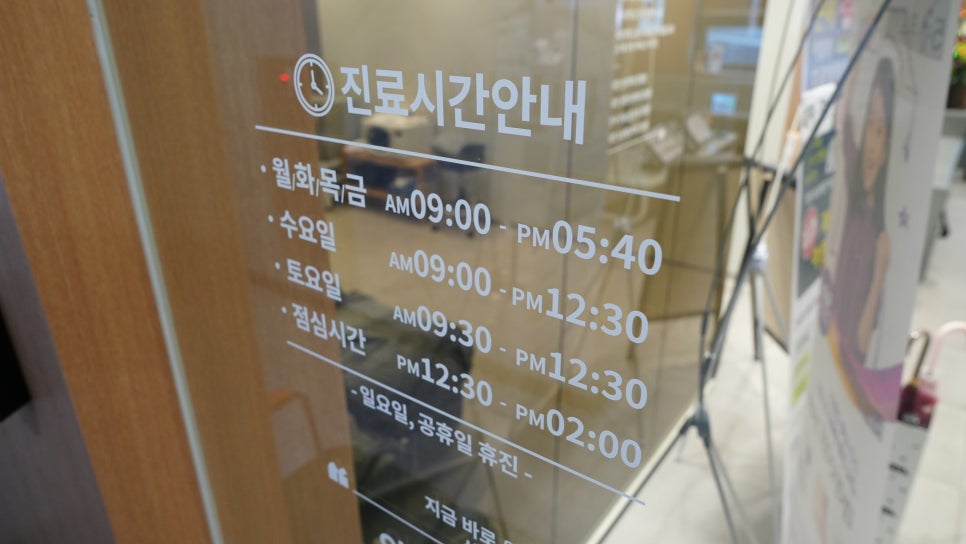 진료시간안내
· 월/화/목/금 AM09:00 - PM05:40
· 수요일 AM09:00 - PM12:30
· 토요일 AM09:30 - PM12:30
· 점심시간 PM12:30 - PM02:00
- 일요일, 공휴일 휴진 -
지금 바로